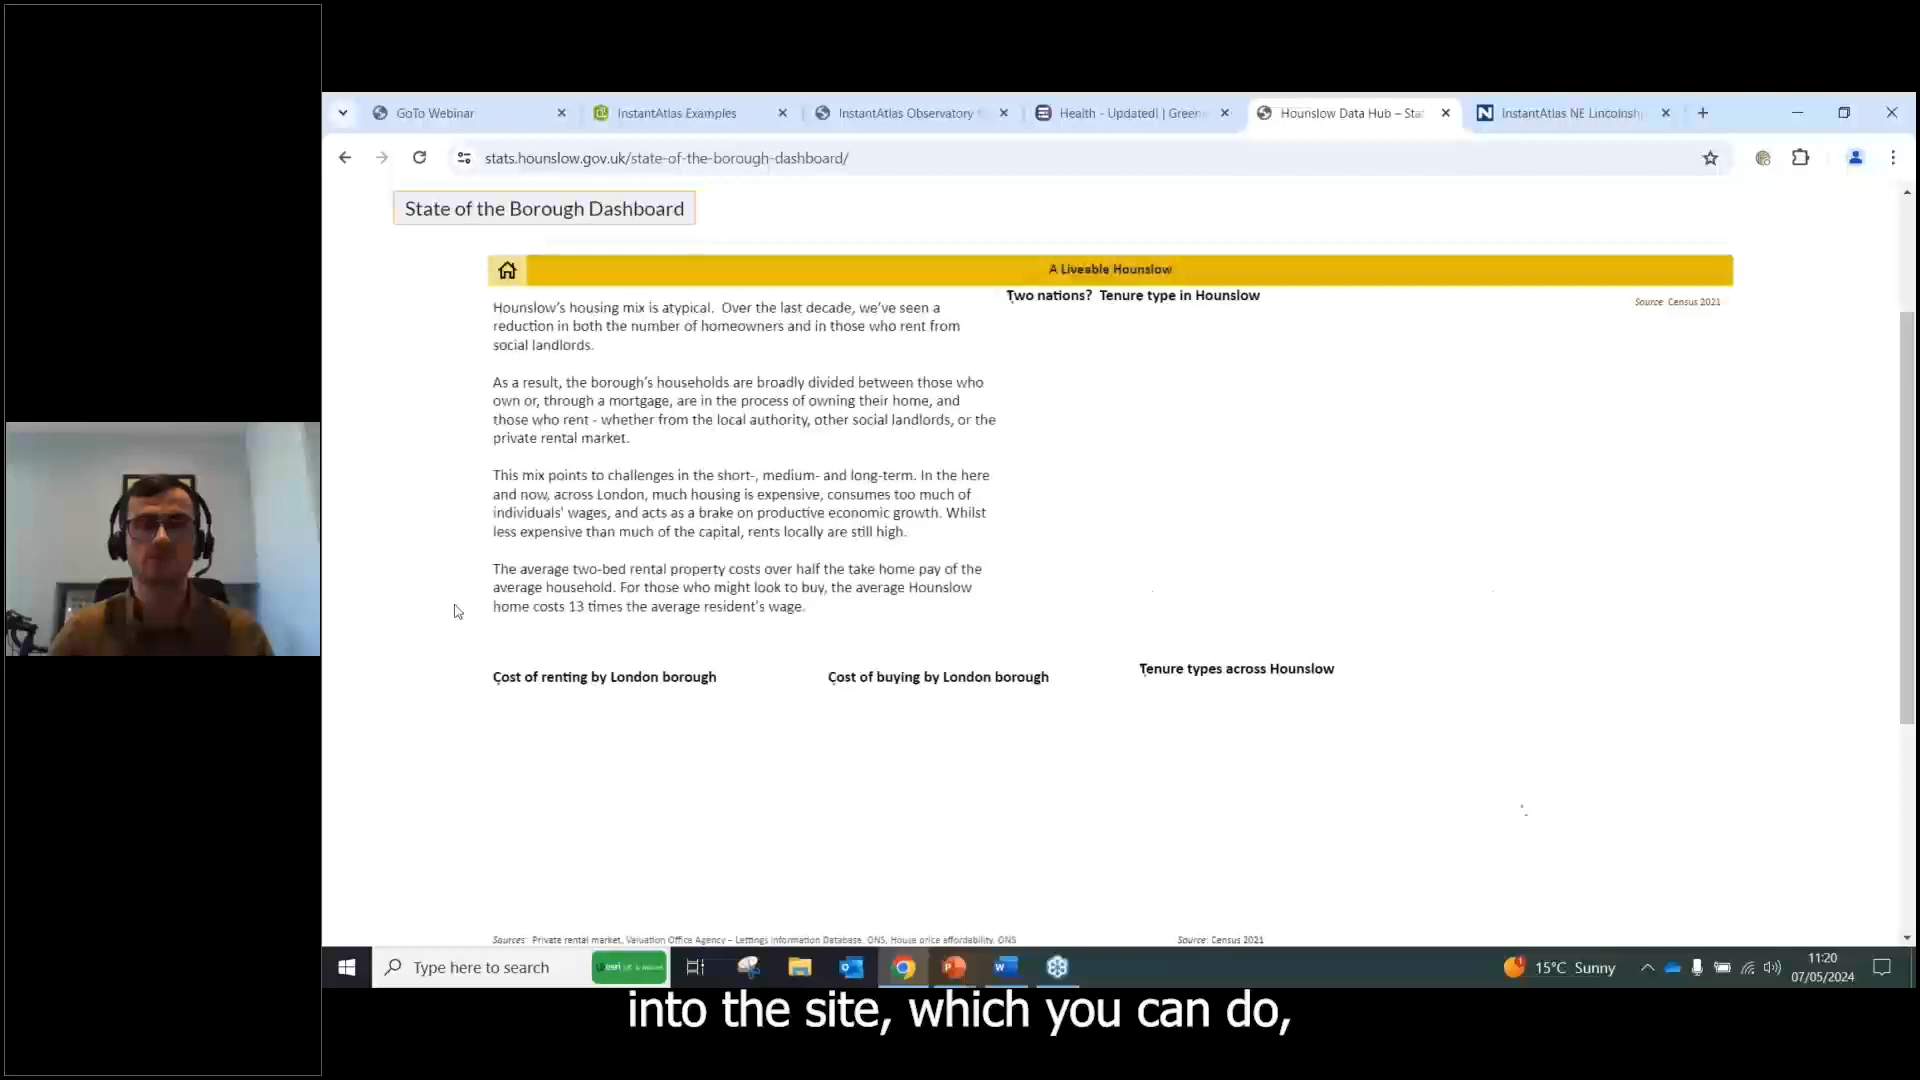 GoTo Webinar
InstantAtlas Examples
InstantAtlas Observatory
Health - Updated! | Green
Hounslow Data Hub – Sta
InstantAtlas NE Lincolnsh
stats.hounslow.gov.uk/state-of-the-borough-dashboard/
State of the Borough Dashboard
A Liveable Hounslow
Hounslow's housing mix is atypical. Over the last decade, we've seen a
reduction in both the number of homeowners and in those who rent from
social landlords.
As a result, the borough's households are broadly divided between those who
own or, through a mortgage, are in the process of owning their home, and
those who rent - whether from the local authority, other social landlords, or the
private rental market.
This mix points to challenges in the short-, medium- and long-term. In the here
and now, across London, much housing is expensive, consumes too much of
individuals' wages, and acts as a brake on productive economic growth. Whilst
less expensive than much of the capital, rents locally are still high.
The average two-bed rental property costs over half the take home pay of the
average household. For those who might look to buy, the average Hounslow
home costs 13 times the average resident's wage.
Two nations? Tenure type in Hounslow
Source: Census 2021
Cost of renting by London borough
Cost of buying by London borough
Tenure types across Hounslow
Sources: Private rental market, Valuation Office Agency – Lettings Information Database, ONS, House price affordability, ONS
Source: Census 2021
Type here to search
15°C Sunny
11:20
07/05/2024
into the site, which you can do,